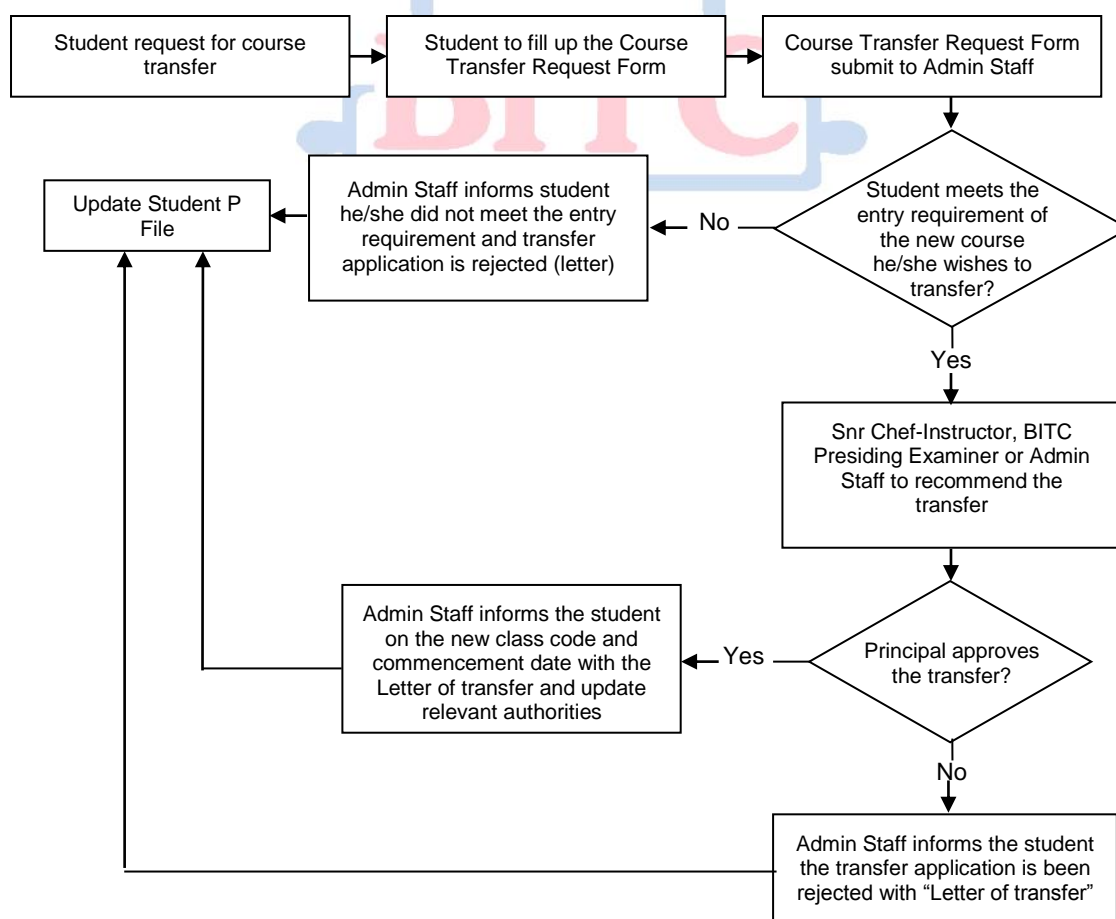 Student request for course
transfer
Student to fill up the Course
Transfer Request Form
Course Transfer Request Form
submit to Admin Staff
BITC
Student meets the
entry requirement of
the new course
he/she wishes to
transfer?
No
Admin Staff informs student
he/she did not meet the entry
requirement and transfer
application is rejected (letter)
Update Student P
File
Yes
Snr Chef-Instructor, BITC
Presiding Examiner or Admin
Staff to recommend the
transfer
Principal approves
the transfer?
Yes
Admin Staff informs the student
on the new class code and
commencement date with the
Letter of transfer and update
relevant authorities
No
Admin Staff informs the student
the transfer application is been
rejected with “Letter of transfer”